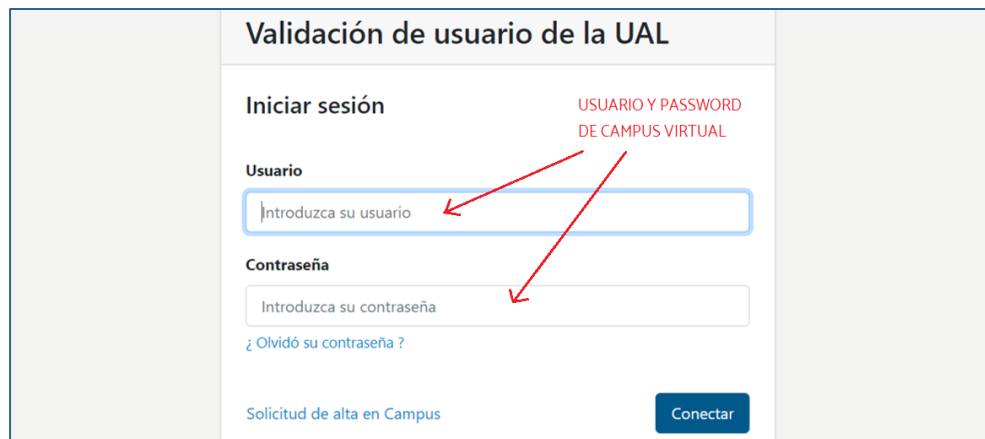 Validación de usuario de la UAL
Iniciar sesión
USUARIO Y PASSWORD
DE CAMPUS VIRTUAL
Usuario
Introduzca su usuario
Contraseña
Introduzca su contraseña
¿ Olvidó su contraseña ?
Solicitud de alta en Campus
Conectar